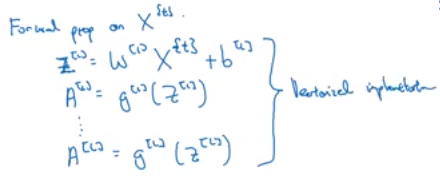 Forward prop on X^{t}.
Z^[1] = W^[1] X^{t} + b^[1]
A^[1] = g^[1] (Z^[1])
⋮
A^[L] = g^[L] (Z^[L])
Vectorized implementation